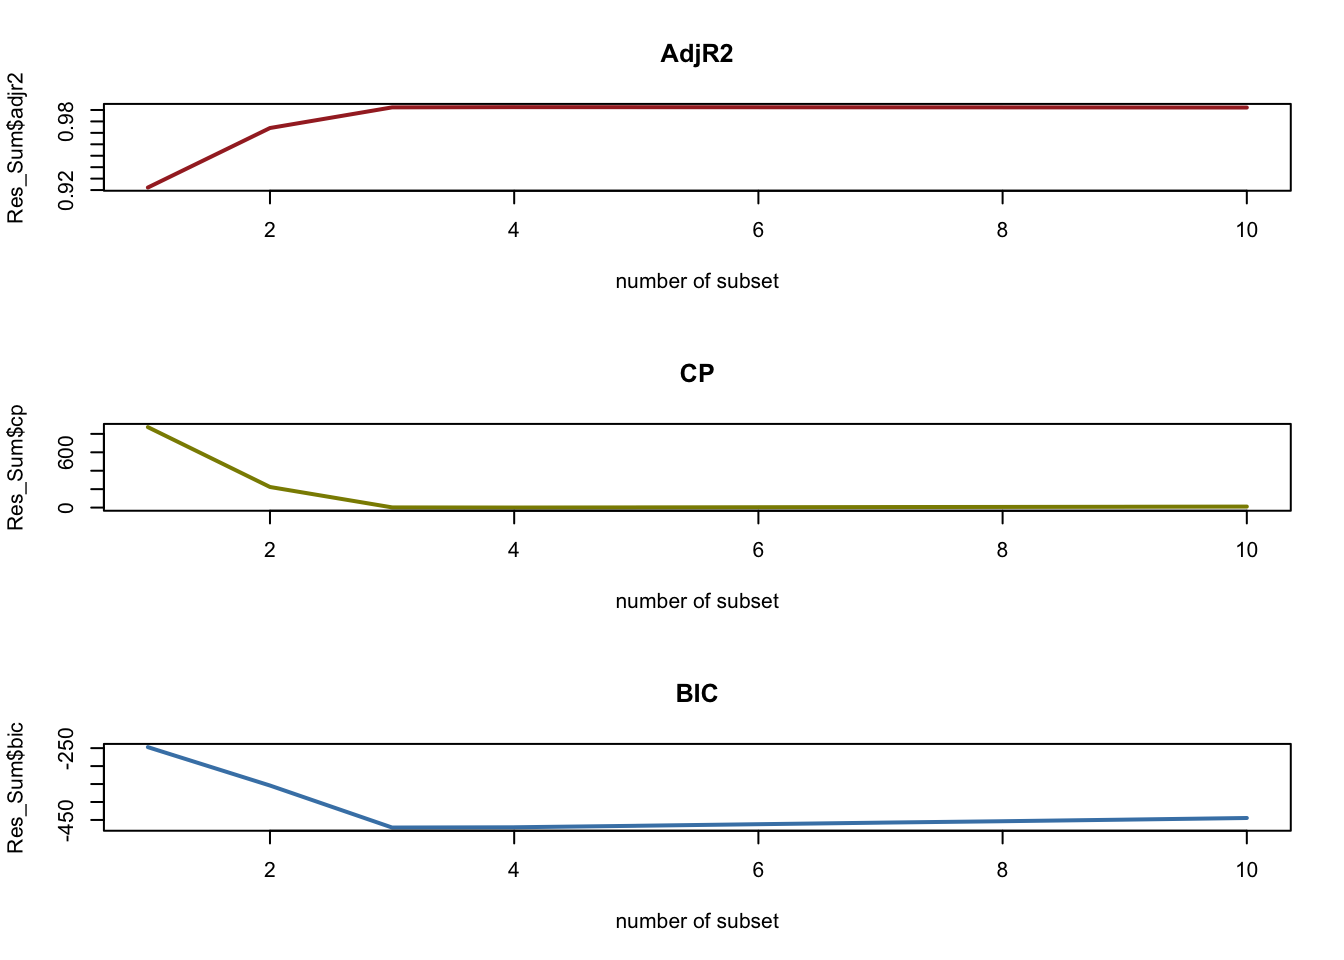 AdjR2
Res_Sum$adjr2
0.98
0.92
2 4 6 8 10
number of subset
CP
Res_Sum$cp
600
0
2 4 6 8 10
number of subset
BIC
Res_Sum$bic
-250
-450
2 4 6 8 10
number of subset